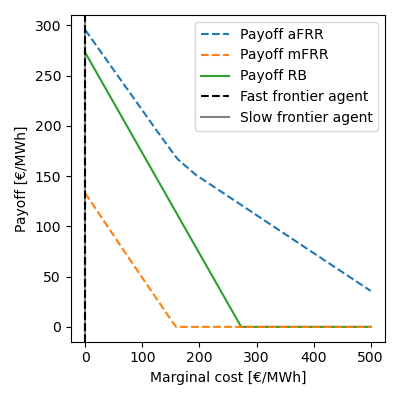 300
250
200
150
100
50
0
Payoff [€/MWh]
Payoff aFRR
Payoff mFRR
Payoff RB
Fast frontier agent
Slow frontier agent
0 100 200 300 400 500
Marginal cost [€/MWh]